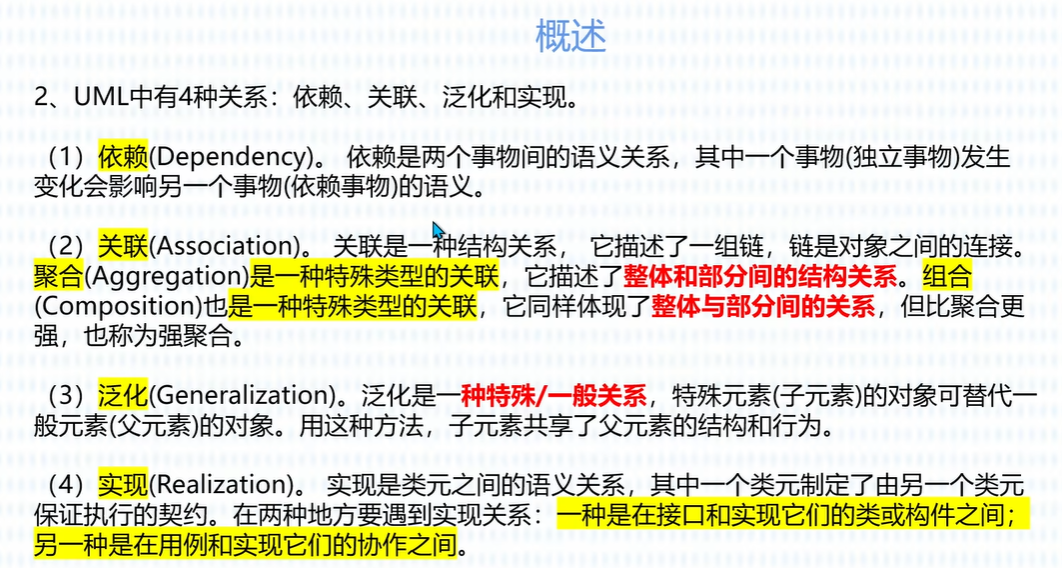 概述
2、UML中有4种关系：依赖、关联、泛化和实现。
（1）依赖(Dependency)。 依赖是两个事物间的语义关系，其中一个事物(独立事物)发生
变化会影响另一个事物(依赖事物)的语义。
（2）关联(Association)。 关联是一种结构关系， 它描述了一组链，链是对象之间的连接。
聚合(Aggregation)是一种特殊类型的关联，它描述了整体和部分间的结构关系。组合
(Composition)也是一种特殊类型的关联，它同样体现了整体与部分间的关系，但比聚合更
强，也称为强聚合。
（3）泛化(Generalization)。泛化是一种特殊/一般关系，特殊元素(子元素)的对象可替代一
般元素(父元素)的对象。用这种方法，子元素共享了父元素的结构和行为。
（4）实现(Realization)。 实现是类元之间的语义关系，其中一个类元制定了由另一个类元
保证执行的契约。在两种地方要遇到实现关系：一种是在接口和实现它们的类或构件之间；
另一种是在用例和实现它们的协作之间。